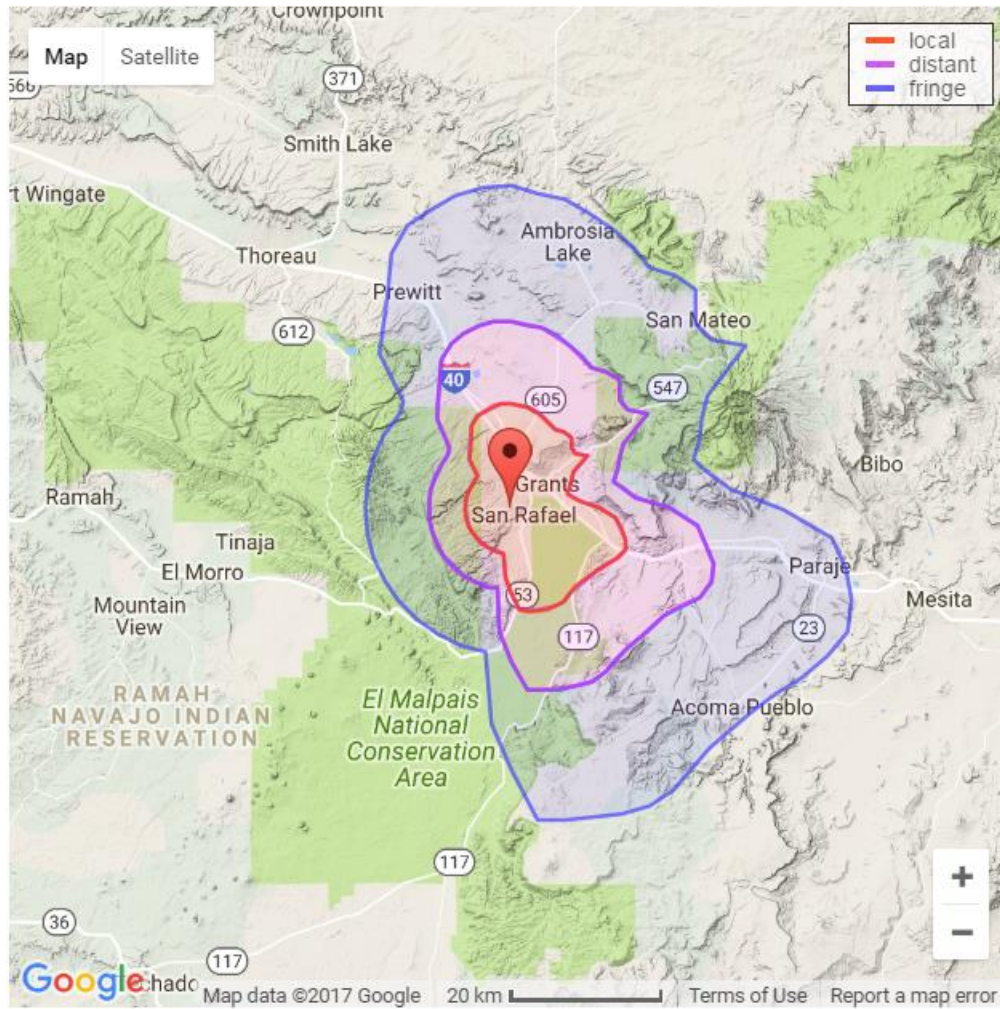 Crownpoint
Map
Satellite
local
distant
fringe
371
566
Smith Lake
rt Wingate
Ambrosia
Lake
Thoreau
Prewitt
612
San Mateo
40
547
605
Bibo
Grants
Ramah
San Rafael
Tinaja
El Morro
Paraje
53
Mesita
Mountain
View
23
117
RAMAH
NAVAJO INDIAN
RESERVATION
El Malpais
National
Conservation
Area
Acoma Pueblo
117
+
−
36
117
Google
chado
Map data ©2017 Google
20 km
Terms of Use
Report a map error